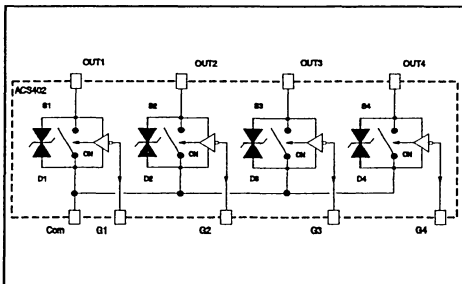 OUT1 OUT2 OUT3 OUT4
ACS402
S1 S2 S3 S4
ON ON ON ON
D1 D2 D3 D4
Com G1 G2 G3 G4